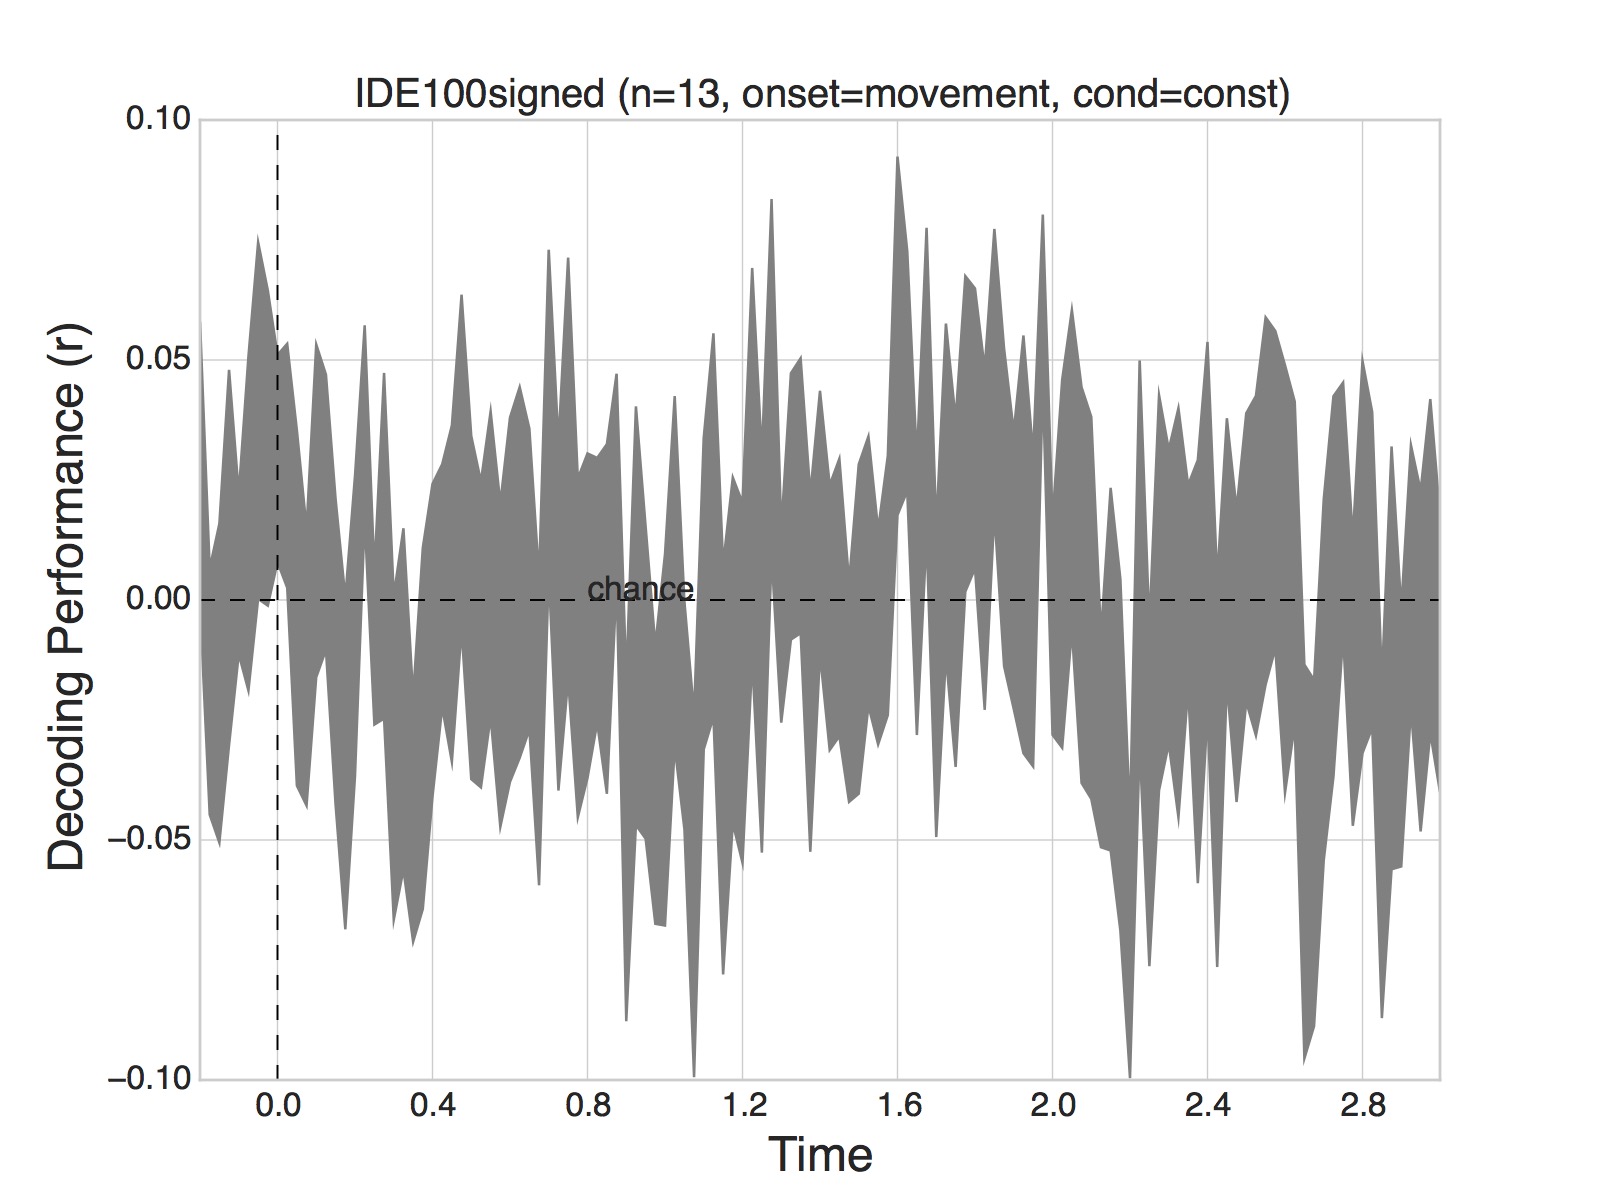 IDE100signed (n=13, onset=movement, cond=const)
0.10
0.05
0.00
−0.05
−0.10
Decoding Performance (r)
chance
0.0 0.4 0.8 1.2 1.6 2.0 2.4 2.8
Time